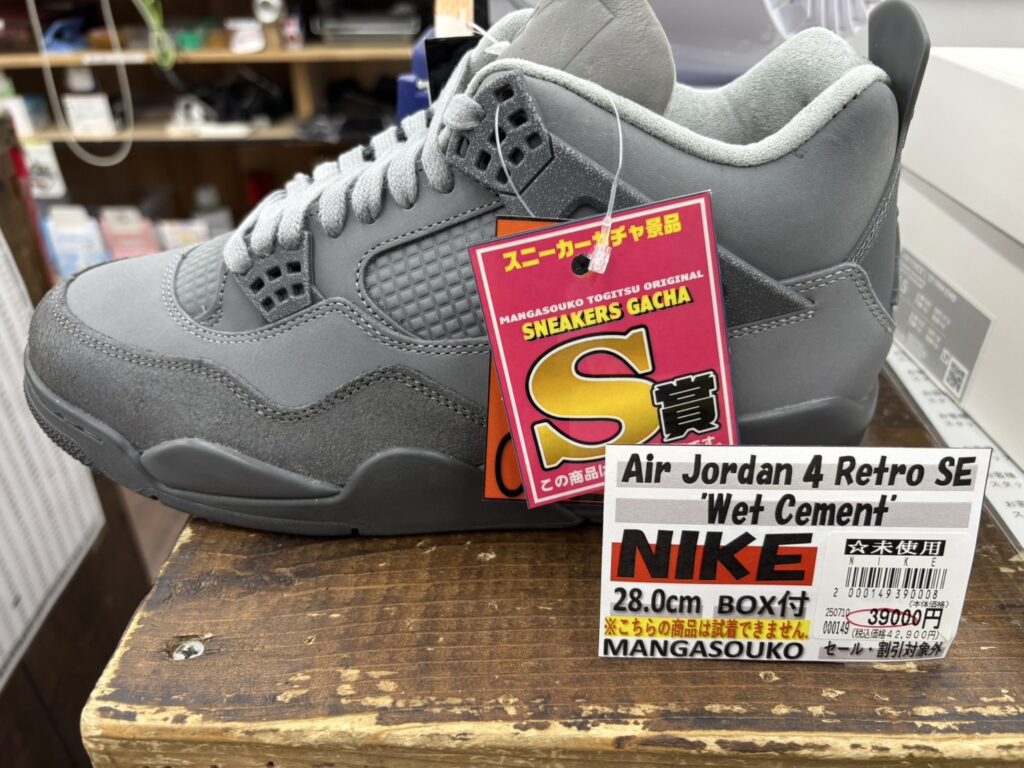 スニーカーガチャ景品
MANGASOUKO TOGITSU ORIGINAL
SNEAKERS GACHA
S賞
この商品は
です。
Air Jordan 4 Retro SE
'Wet Cement'
NIKE
28.0cm BOX付
※こちらの商品は試着できません.
MANGASOUKO
☆未使用
N I K E
2 000149390008
(本体価格)
250710
39000円
000149
(税込価格42,900円)
セール・割引対象外